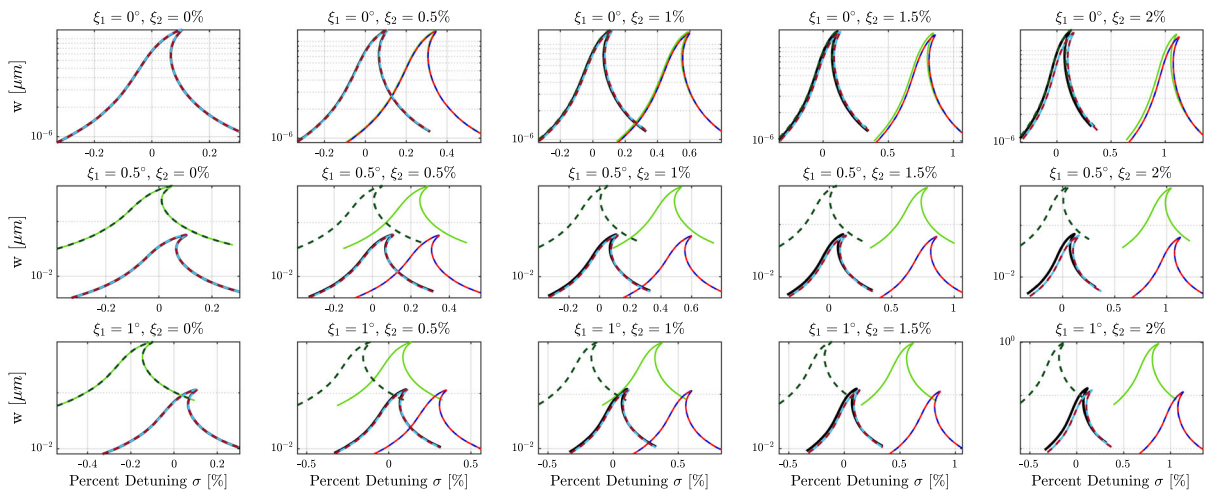 ξ₁ = 0°, ξ₂ = 0% ξ₁ = 0°, ξ₂ = 0.5% ξ₁ = 0°, ξ₂ = 1% ξ₁ = 0°, ξ₂ = 1.5% ξ₁ = 0°, ξ₂ = 2%
w [μm]
10⁻⁶ 10⁻⁶ 10⁻⁶ 10⁻⁶ 10⁻⁶
-0.2 0 0.2 -0.2 0 0.2 0.4 -0.2 0 0.2 0.4 0.6 0 0.5 1 0 0.5 1
ξ₁ = 0.5°, ξ₂ = 0% ξ₁ = 0.5°, ξ₂ = 0.5% ξ₁ = 0.5°, ξ₂ = 1% ξ₁ = 0.5°, ξ₂ = 1.5% ξ₁ = 0.5°, ξ₂ = 2%
w [μm]
10⁻² 10⁻² 10⁻² 10⁻² 10⁻²
-0.4 -0.2 0 0.2 -0.4 -0.2 0 0.2 0.4 -0.4 -0.2 0 0.2 0.4 0.6 0 0.5 1 0 0.5 1
ξ₁ = 1°, ξ₂ = 0% ξ₁ = 1°, ξ₂ = 0.5% ξ₁ = 1°, ξ₂ = 1% ξ₁ = 1°, ξ₂ = 1.5% ξ₁ = 1°, ξ₂ = 2%
10⁰
w [μm]
10⁻² 10⁻² 10⁻² 10⁻² 10⁻²
-0.4 -0.2 0 0.2 -0.5 0 0.5 -0.5 0 0.5 -0.5 0 0.5 1 -0.5 0 0.5 1
Percent Detuning σ [%] Percent Detuning σ [%] Percent Detuning σ [%] Percent Detuning σ [%] Percent Detuning σ [%]